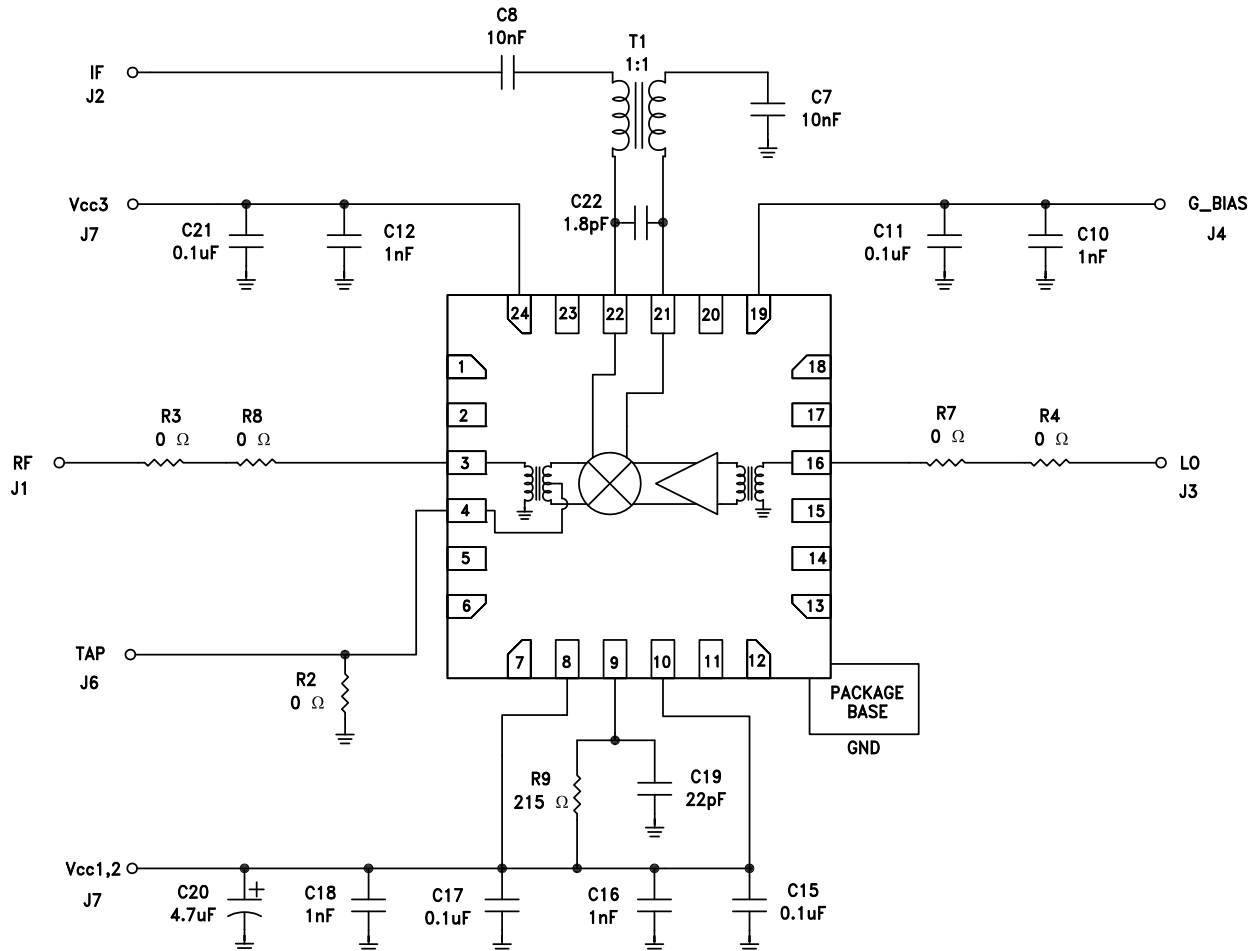 C8
10nF
T1
1:1
IF
J2
C7
10nF
Vcc3
J7
C21
0.1uF
C12
1nF
C22
1.8pF
C11
0.1uF
C10
1nF
G_BIAS
J4
24
23
22
21
20
19
1
18
2
17
R3
0 Ω
R8
0 Ω
R7
0 Ω
R4
0 Ω
RF
J1
3
16
LO
J3
4
15
5
14
6
13
TAP
J6
R2
0 Ω
7
8
9
10
11
12
PACKAGE
BASE
GND
R9
215 Ω
C19
22pF
Vcc1,2
J7
C20
4.7uF
+
C18
1nF
C17
0.1uF
C16
1nF
C15
0.1uF